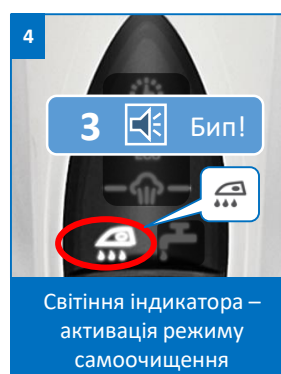 4
3 Бип!
Світіння індикатора –
активація режиму
самоочищення